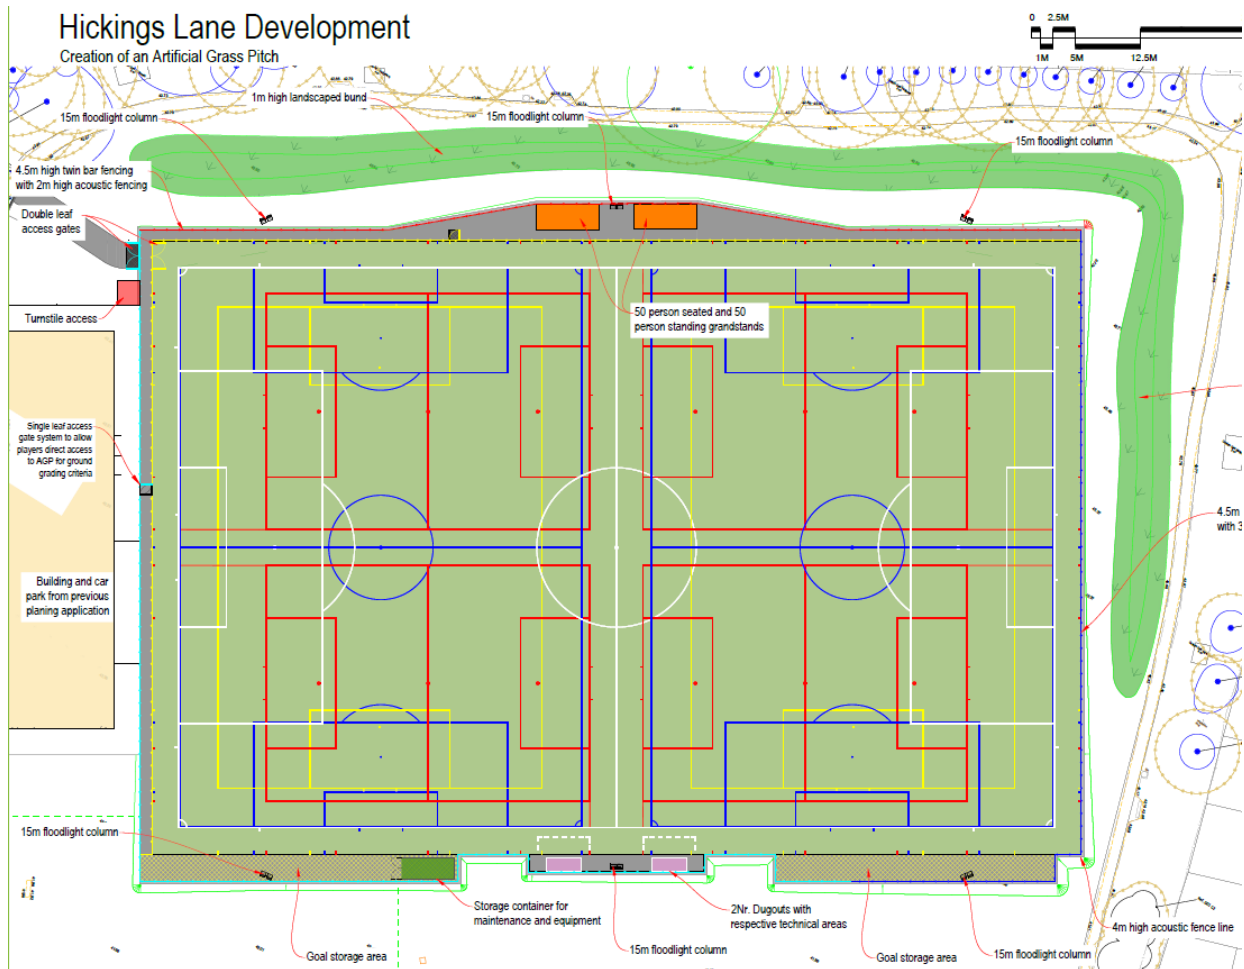 Hickings Lane Development
Creation of an Artificial Grass Pitch
0 2.5M
1M 5M 12.5M
1m high landscaped bund
15m floodlight column
15m floodlight column
15m floodlight column
4.5m high twin bar fencing
with 2m high acoustic fencing
Double leaf
access gates
Turnstile access
50 person seated and 50
person standing grandstands
Single leaf access
gate system to allow
players direct access
to AGP for ground
grading criteria
4.5m
with 3
Building and car
park from previous
planing application
15m floodlight column
Storage container for
maintenance and equipment
2Nr. Dugouts with
respective technical areas
4m high acoustic fence line
15m floodlight column
15m floodlight column
Goal storage area
Goal storage area